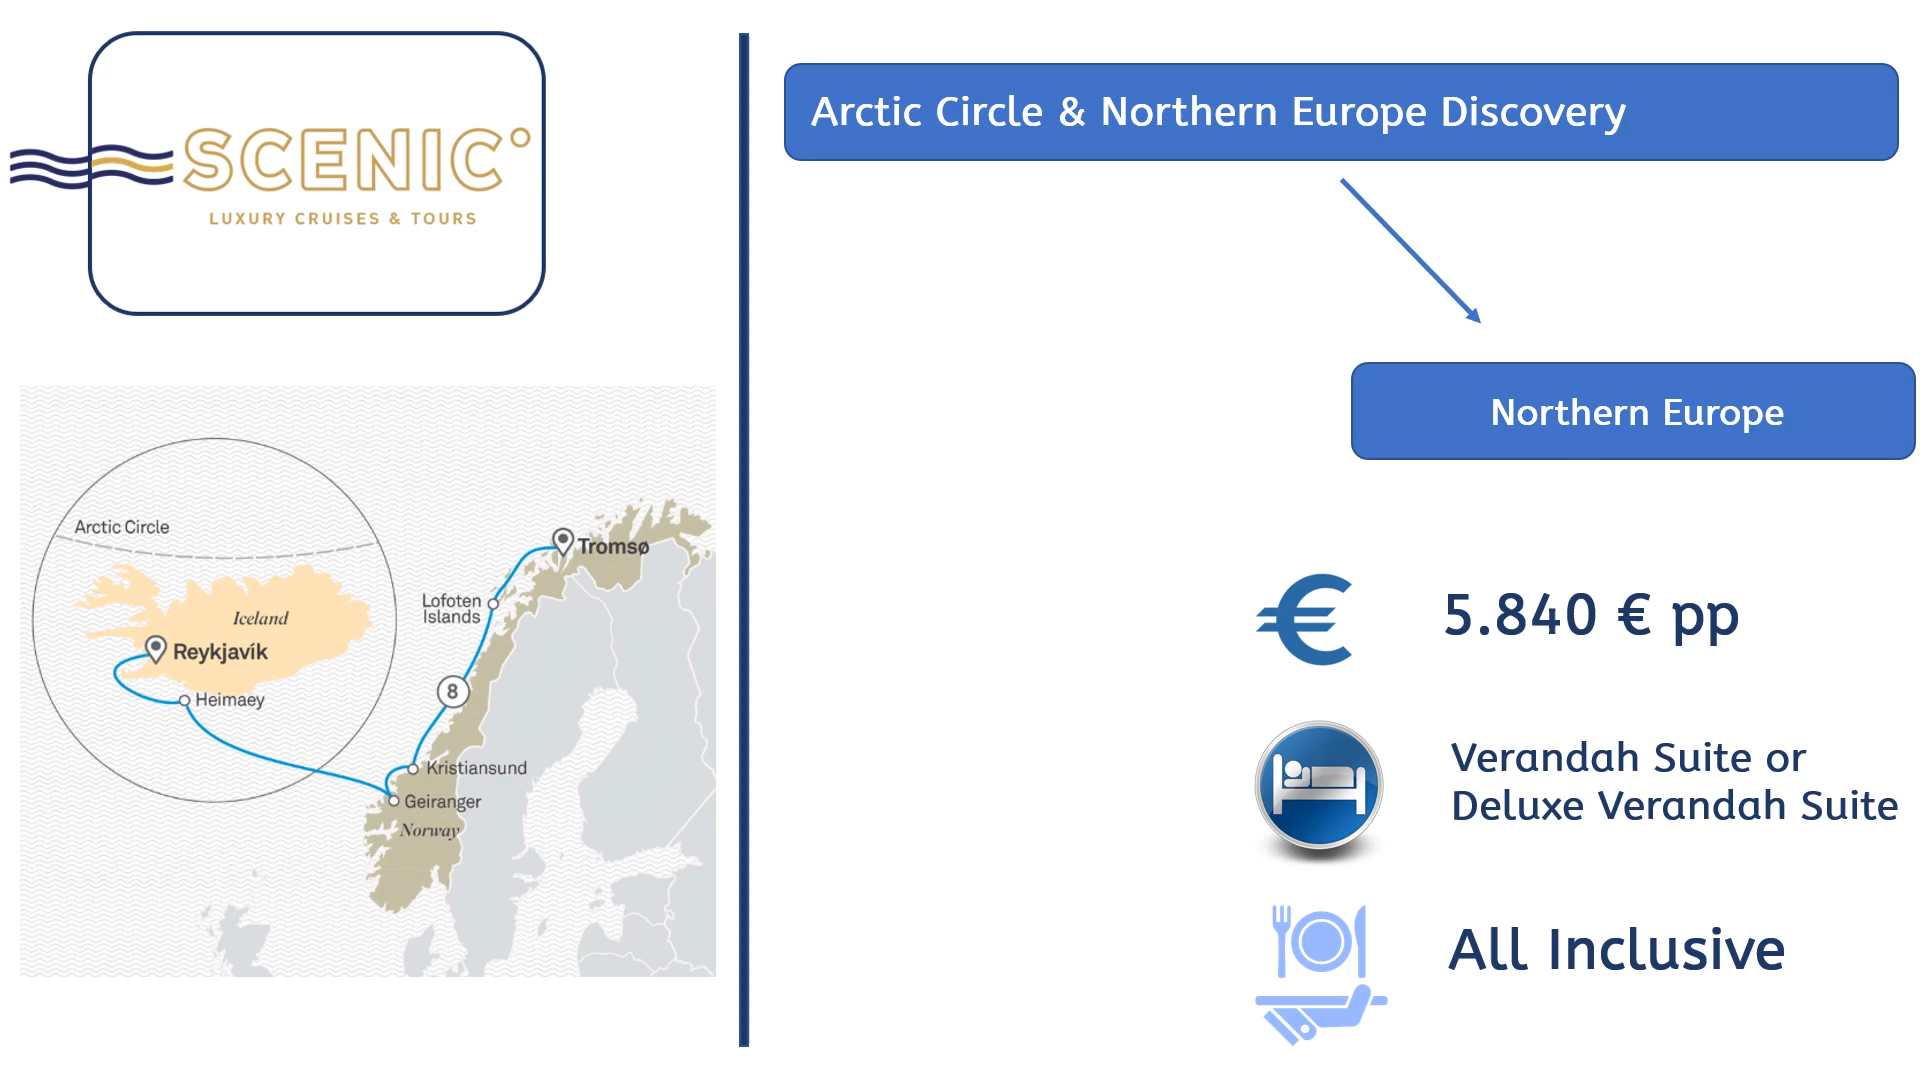 SCENIC°
LUXURY CRUISES & TOURS
Arctic Circle & Northern Europe Discovery
Northern Europe
Arctic Circle
Tromsø
Lofoten
Islands
Iceland
Reykjavík
8
Heimaey
Kristiansund
Geiranger
Norway
5.840 € pp
Verandah Suite or
Deluxe Verandah Suite
All Inclusive